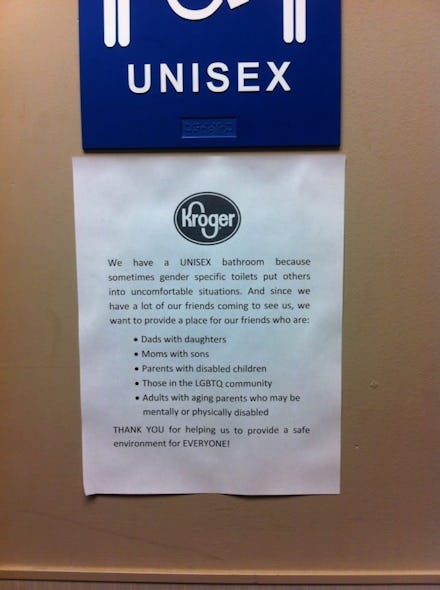 UNISEX
Kroger
We have a UNISEX bathroom because
sometimes gender specific toilets put others
into uncomfortable situations. And since we
have a lot of our friends coming to see us, we
want to provide a place for our friends who are:
• Dads with daughters
• Moms with sons
• Parents with disabled children
• Those in the LGBTQ community
• Adults with aging parents who may be
mentally or physically disabled
THANK YOU for helping us to provide a safe
environment for EVERYONE!